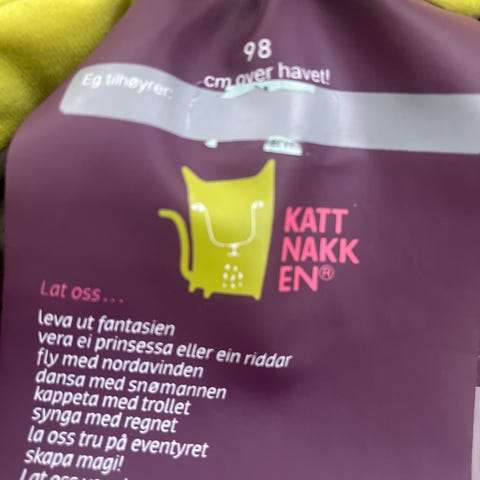 98
cm over havet!
Eg tilhøyrer:
KATT
NAKK
EN®
Lat oss...
leva ut fantasien
vera ei prinsessa eller ein riddar
fly med nordavinden
dansa med snømannen
kappeta med trollet
synga med regnet
la oss tru på eventyret
skapa magi!
Lat oss